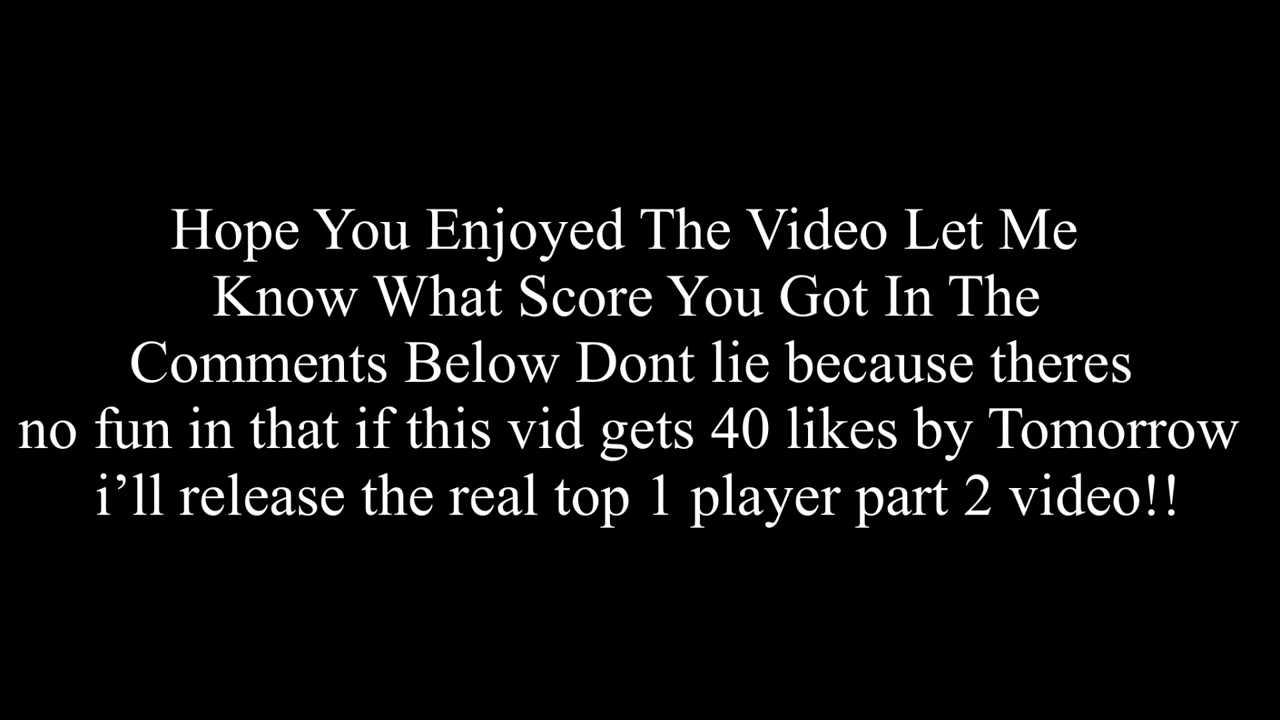 Hope You Enjoyed The Video Let Me
Know What Score You Got In The
Comments Below Dont lie because theres
no fun in that if this vid gets 40 likes by Tomorrow
i’ll release the real top 1 player part 2 video!!